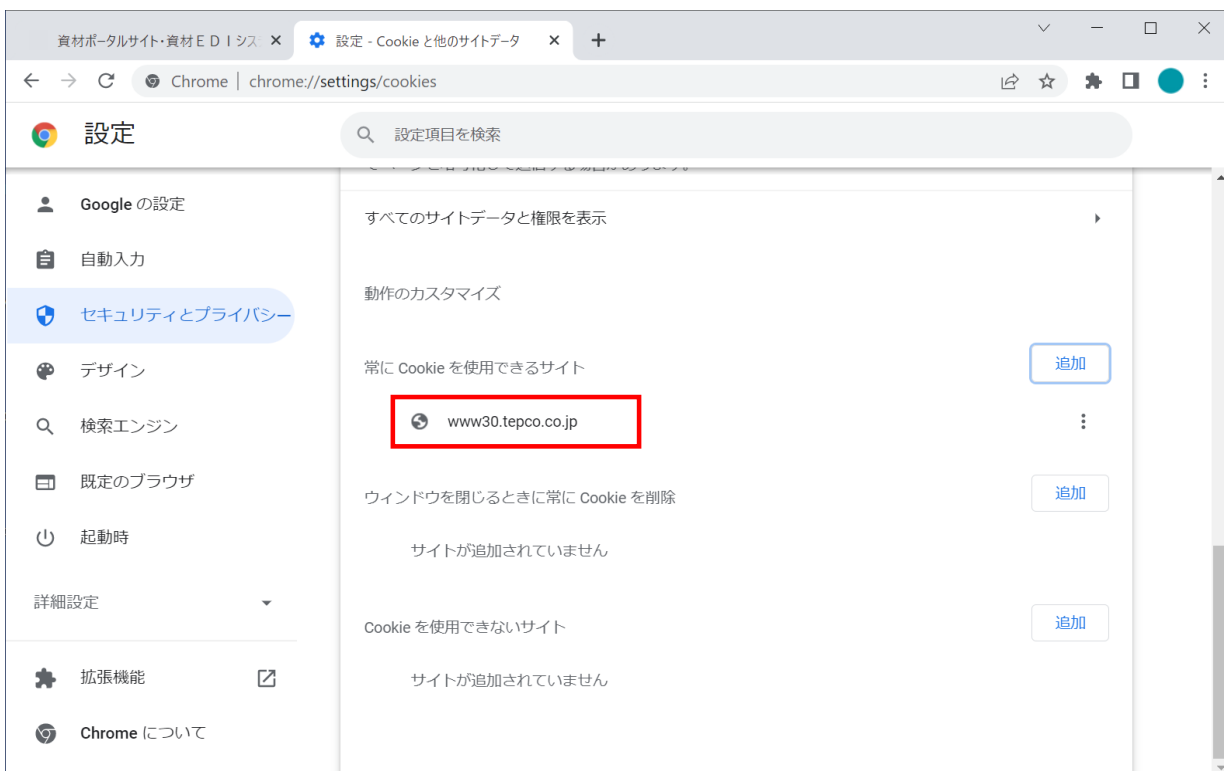 資材ポータルサイト・資材ＥＤＩシス
設定 - Cookie と他のサイトデータ
Chrome | chrome://settings/cookies
設定
設定項目を検索
Google の設定
自動入力
セキュリティとプライバシー
デザイン
検索エンジン
既定のブラウザ
起動時
詳細設定
拡張機能
Chrome について
すべてのサイトデータと権限を表示
動作のカスタマイズ
常に Cookie を使用できるサイト
追加
www30.tepco.co.jp
ウィンドウを閉じるときに常に Cookie を削除
追加
サイトが追加されていません
Cookie を使用できないサイト
追加
サイトが追加されていません